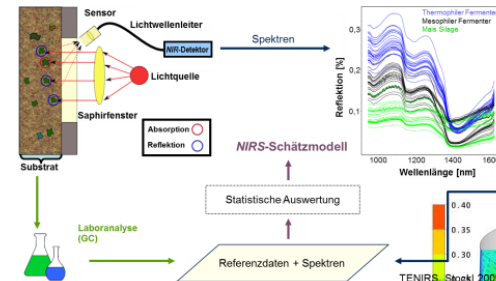 Sensor
Lichtwellenleiter
NIR-Detektor
Spektren
Lichtquelle
Saphirfenster
Absorption
Reflektion
Substrat
Thermophiler Fermenter
Mesophiler Fermenter
Mais Silage
0,3
0,2
0,1
Reflektion [%]
1000
1200
1400
1600
Wellenlänge [nm]
NIRS-Schätzmodell
Statistische Auswertung
Laboranalyse
(GC)
Referenzdaten + Spektren
0.40
0.35
0.30
TENIRS